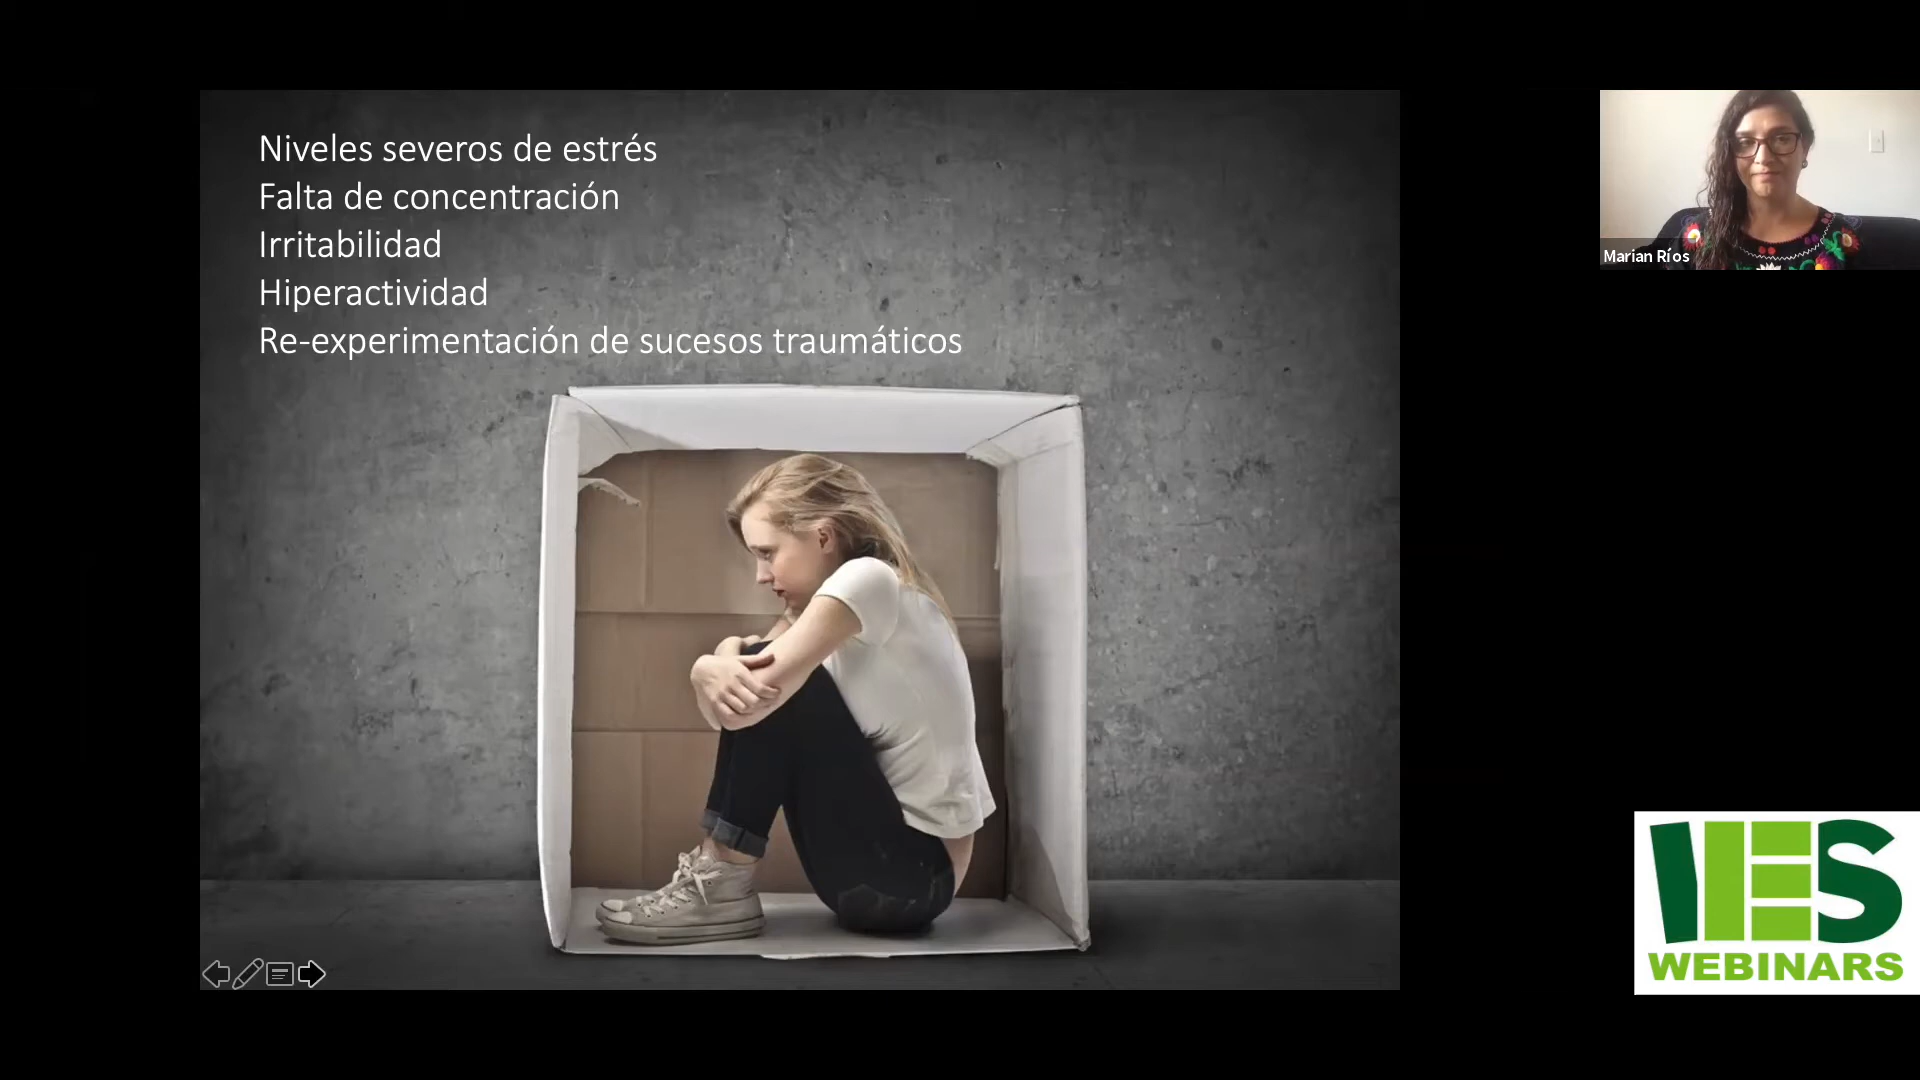 Niveles severos de estrés
Falta de concentración
Irritabilidad
Hiperactividad
Re-experimentación de sucesos traumáticos
Marian Ríos
IES
WEBINARS